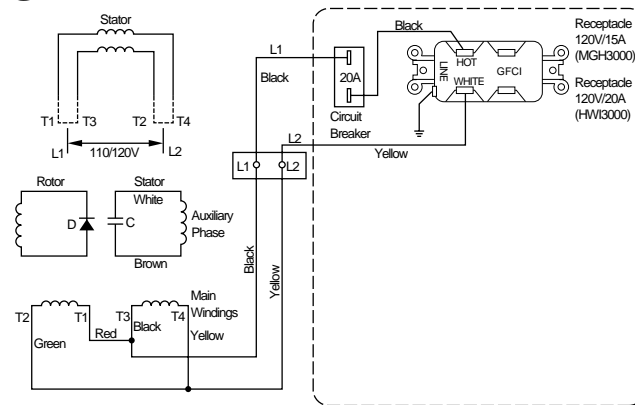 Stator
T1 T3 T2 T4
L1 110/120V L2
Rotor
D
Stator
White
C
Auxiliary
Phase
Brown
T2 T1 T3 T4
Main
Windings
Green
Red
Black
Yellow
L1
Black
20A
Circuit
Breaker
Black
L1 L2
L2
Yellow
Black
Yellow
LINE
HOT
WHITE
GFCI
Receptacle
120V/15A
(MGH3000)
Receptacle
120V/20A
(HWI3000)